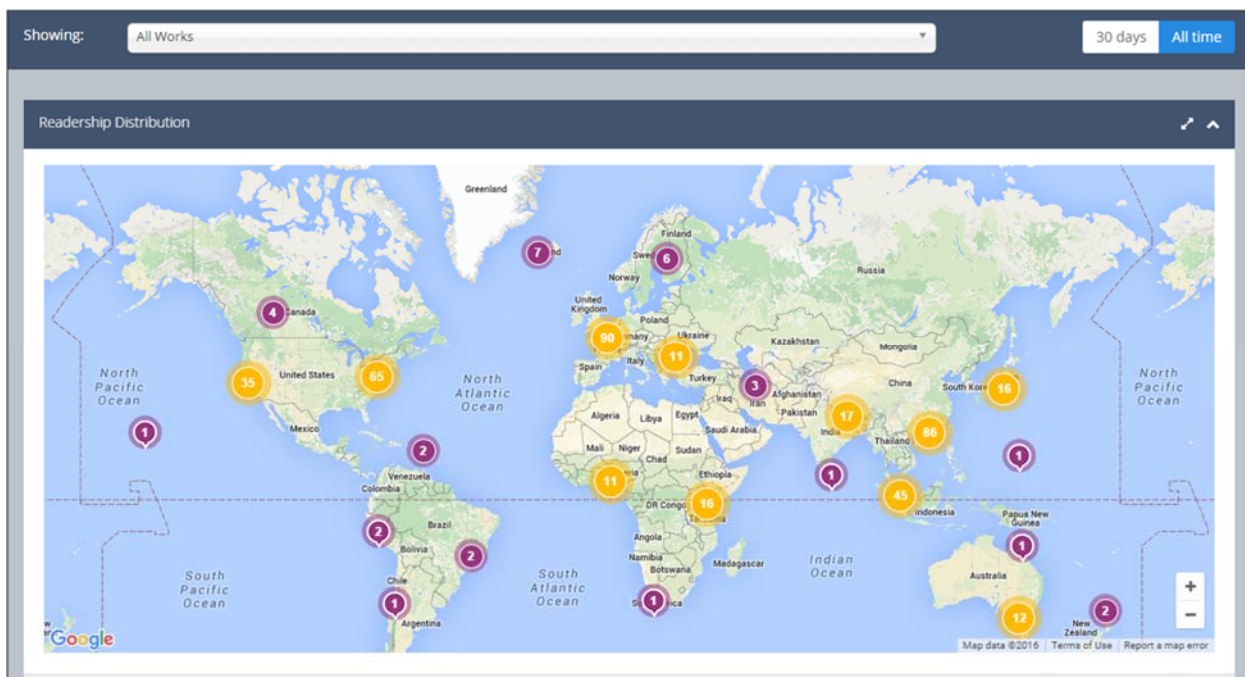 Showing:
All Works
30 days
All time
Readership Distribution
Greenland
Finland
7
6
Norway
Russia
4
Canada
United
Kingdom
Poland
Ukraine
90
11
Kazakhstan
Mongolia
35
United States
65
Spain
Italy
Turkey
North
Pacific
Ocean
North
Atlantic
Ocean
3
Iraq
Iran
Afghanistan
Pakistan
China
16
North
Pacific
Ocean
Mexico
Algeria
Libya
Egypt
Saudi Arabia
17
86
Thailand
1
2
Mali
Niger
Chad
Sudan
1
1
Venezuela
Colombia
11
Ethiopia
16
45
Indonesia
DR Congo
Papua New
Guinea
2
Brazil
2
Bolivia
Angola
Namibia
Botswana
Madagascar
Indian
Ocean
1
Australia
South
Pacific
Ocean
Chile
1
Argentina
South
Atlantic
Ocean
1
12
2
New
Zealand
+
−
Google
Map data ©2016
Terms of Use
Report a map error